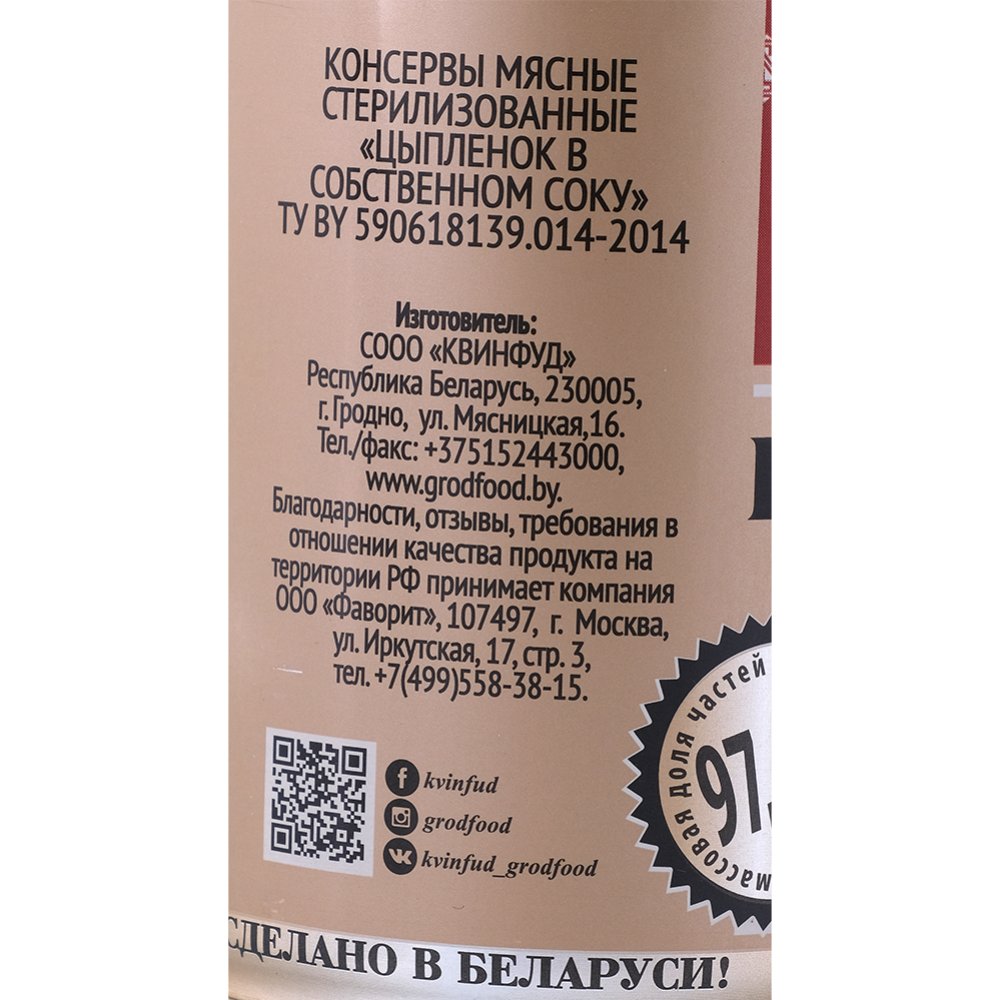 КОНСЕРВЫ МЯСНЫЕ
СТЕРИЛИЗОВАННЫЕ
«ЦЫПЛЕНОК В
СОБСТВЕННОМ СОКУ»
ТУ BY 590618139.014-2014
Изготовитель:
СООО «КВИНФУД»
Республика Беларусь, 230005,
г. Гродно, ул. Мясницкая,16.
Тел./факс: +375152443000,
www.grodfood.by.
Благодарности, отзывы, требования в
отношении качества продукта на
территории РФ принимает компания
ООО «Фаворит», 107497, г. Москва,
ул. Иркутская, 17, стр. 3,
тел. +7(499)558-38-15.
kvinfud
grodfood
kvinfud_grodfood
массовая доля частей
97
СДЕЛАНО В БЕЛАРУСИ!